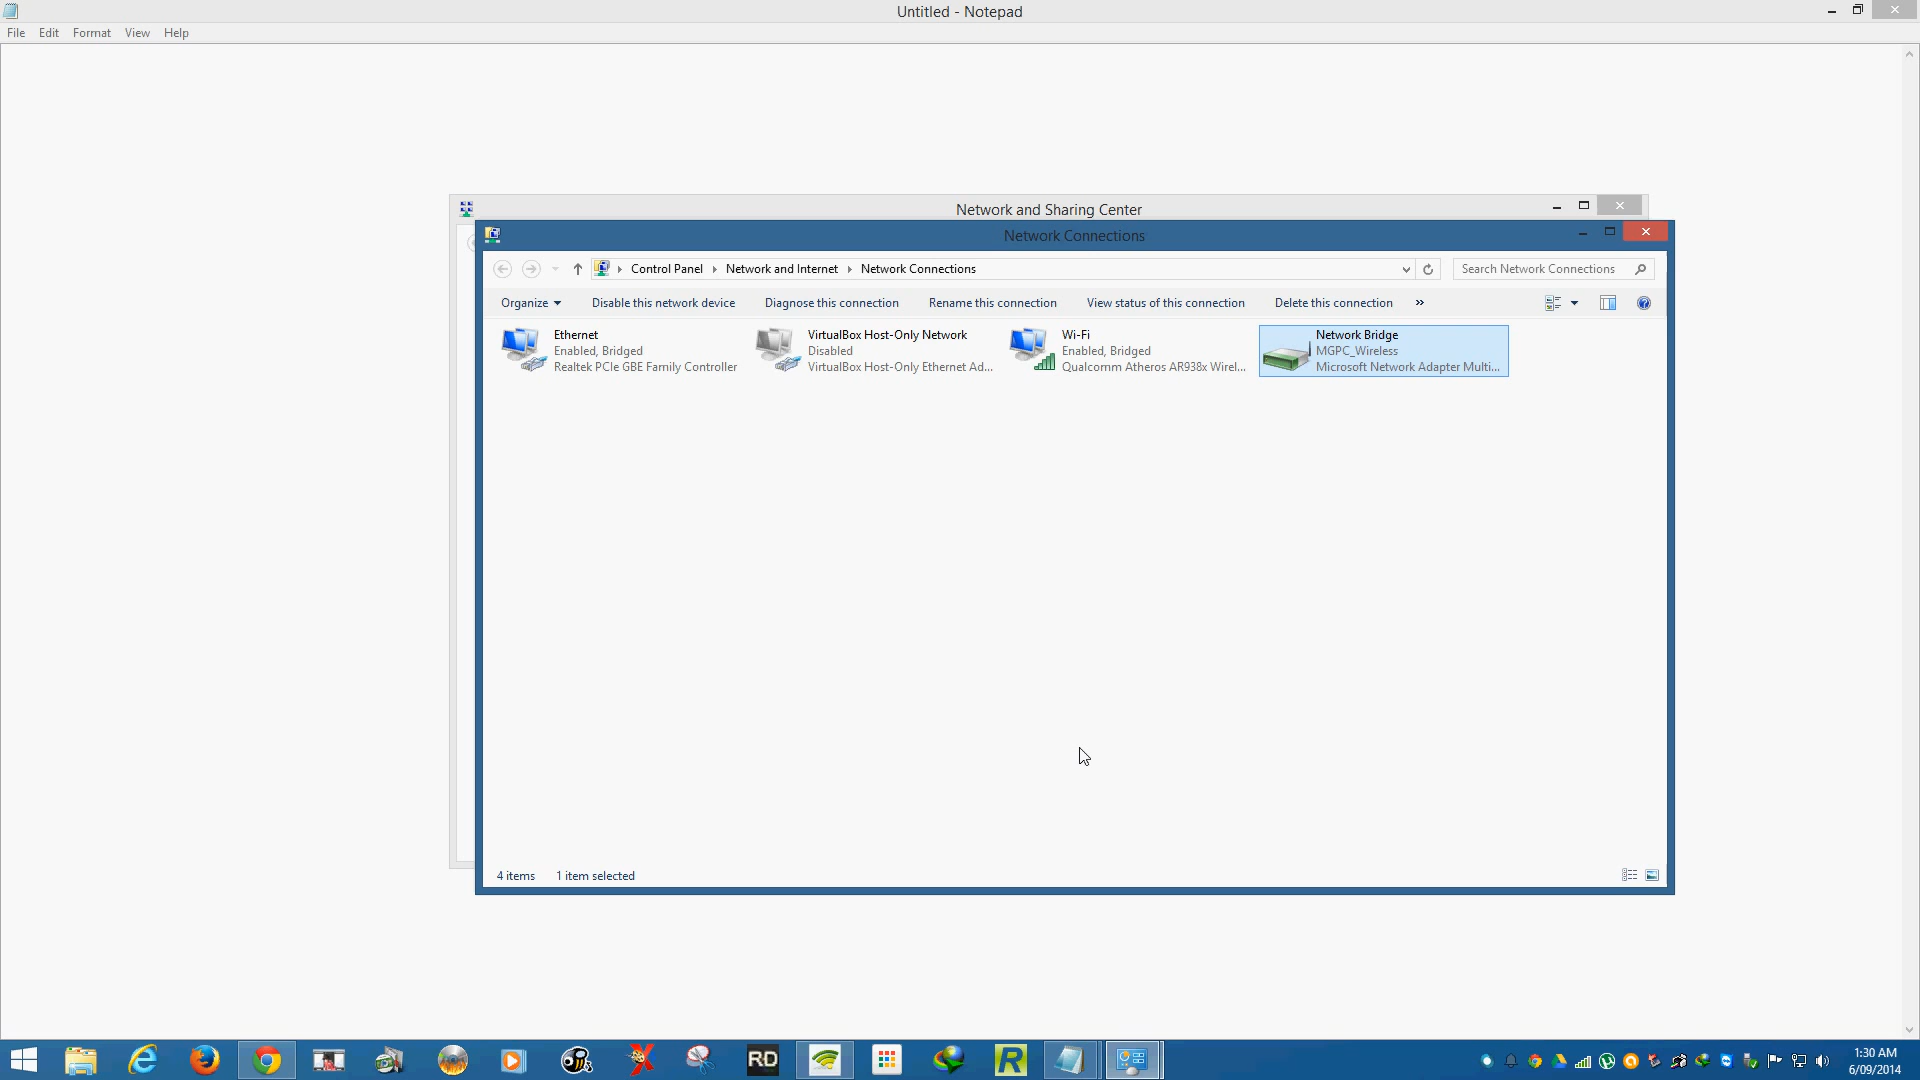 Untitled - Notepad
File Edit Format View Help
Network and Sharing Center
Network Connections
Control Panel Network and Internet Network Connections
Search Network Connections
Organize Disable this network device Diagnose this connection Rename this connection View status of this connection Delete this connection »
Ethernet
Enabled, Bridged
Realtek PCIe GBE Family Controller
VirtualBox Host-Only Network
Disabled
VirtualBox Host-Only Ethernet Ad...
Wi-Fi
Enabled, Bridged
Qualcomm Atheros AR938x Wirel...
Network Bridge
MGPC_Wireless
Microsoft Network Adapter Multi...
4 items 1 item selected
RD
R
1:30 AM
6/09/2014